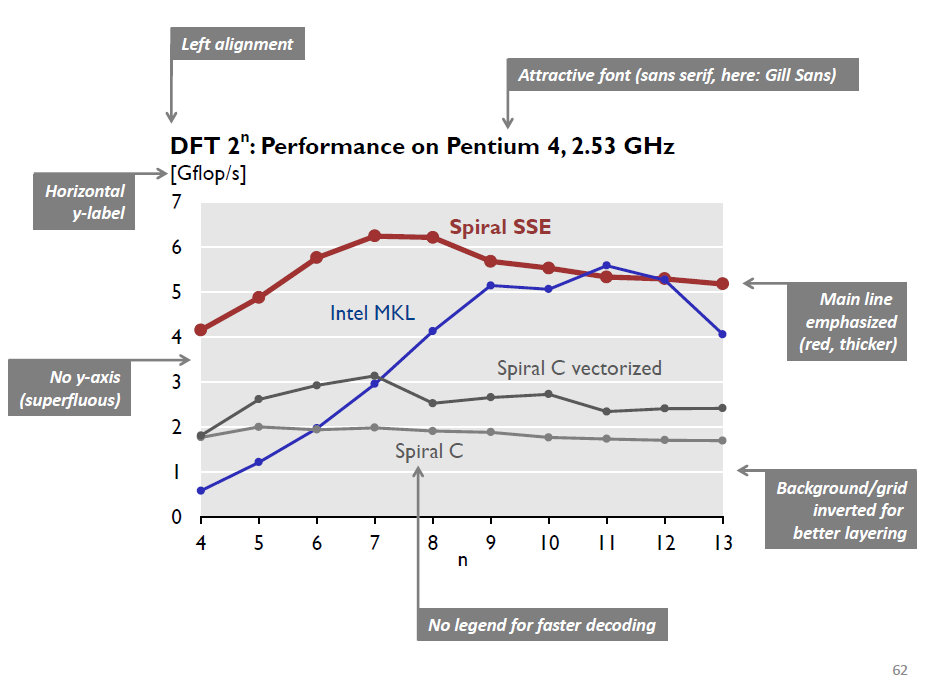 Left alignment
Attractive font (sans serif, here: Gill Sans)
DFT 2ⁿ: Performance on Pentium 4, 2.53 GHz
[Gflop/s]
Horizontal
y-label
7
Spiral SSE
6
5
Intel MKL
Main line
emphasized
(red, thicker)
4
No y-axis
(superfluous)
3
Spiral C vectorized
2
Spiral C
1
Background/grid
inverted for
better layering
0
4 5 6 7 8 9 10 11 12 13
n
No legend for faster decoding
62